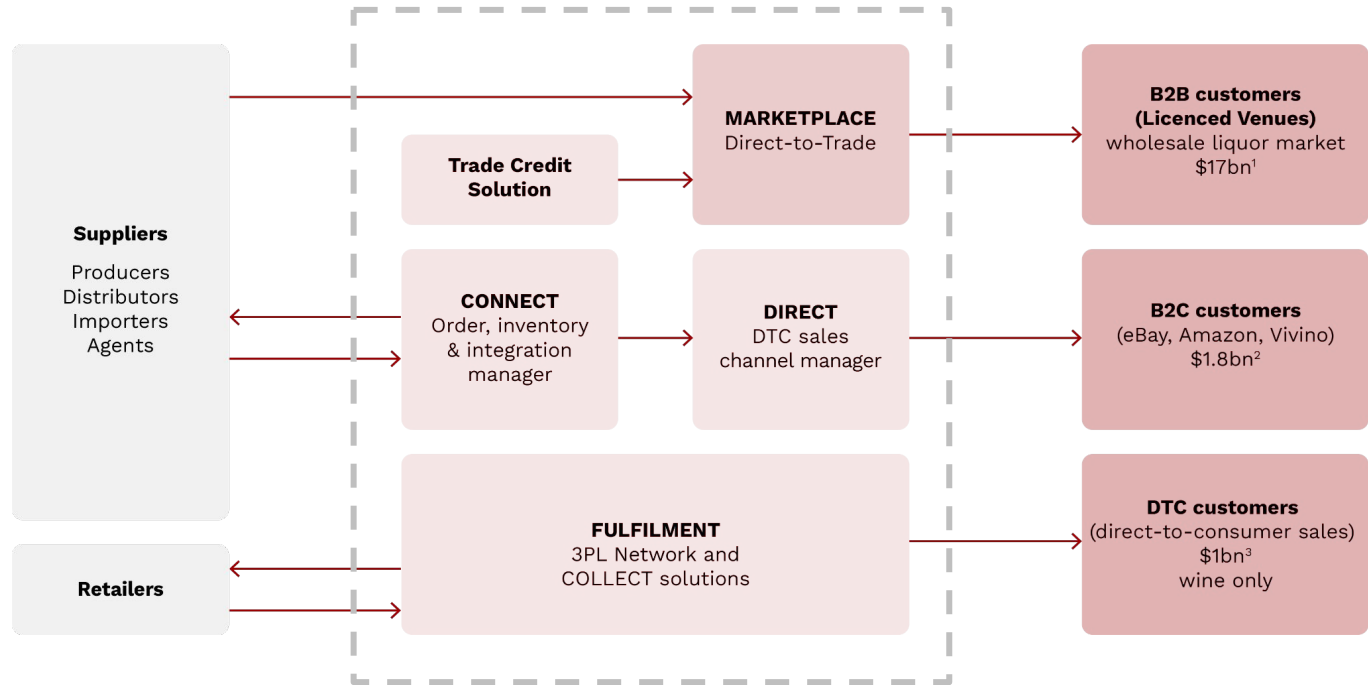 Suppliers
Producers
Distributors
Importers
Agents
Retailers
Trade Credit
Solution
CONNECT
Order, inventory
& integration
manager
MARKETPLACE
Direct-to-Trade
DIRECT
DTC sales
channel manager
FULFILMENT
3PL Network and
COLLECT solutions
B2B customers
(Licenced Venues)
wholesale liquor market
$17bn¹
B2C customers
(eBay, Amazon, Vivino)
$1.8bn²
DTC customers
(direct-to-consumer sales)
$1bn³
wine only